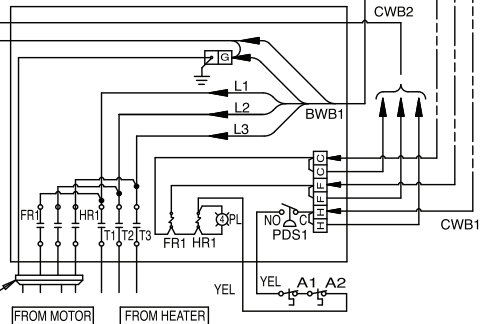 CWB2
G
L1
BWB1
L2
L3
C
C
F
F
H
H
FR1
HR1
T1
T2
T3
FR1
HR1
4
PL
NO
C
PDS1
CWB1
YEL
YEL
A1
A2
FROM MOTOR
FROM HEATER